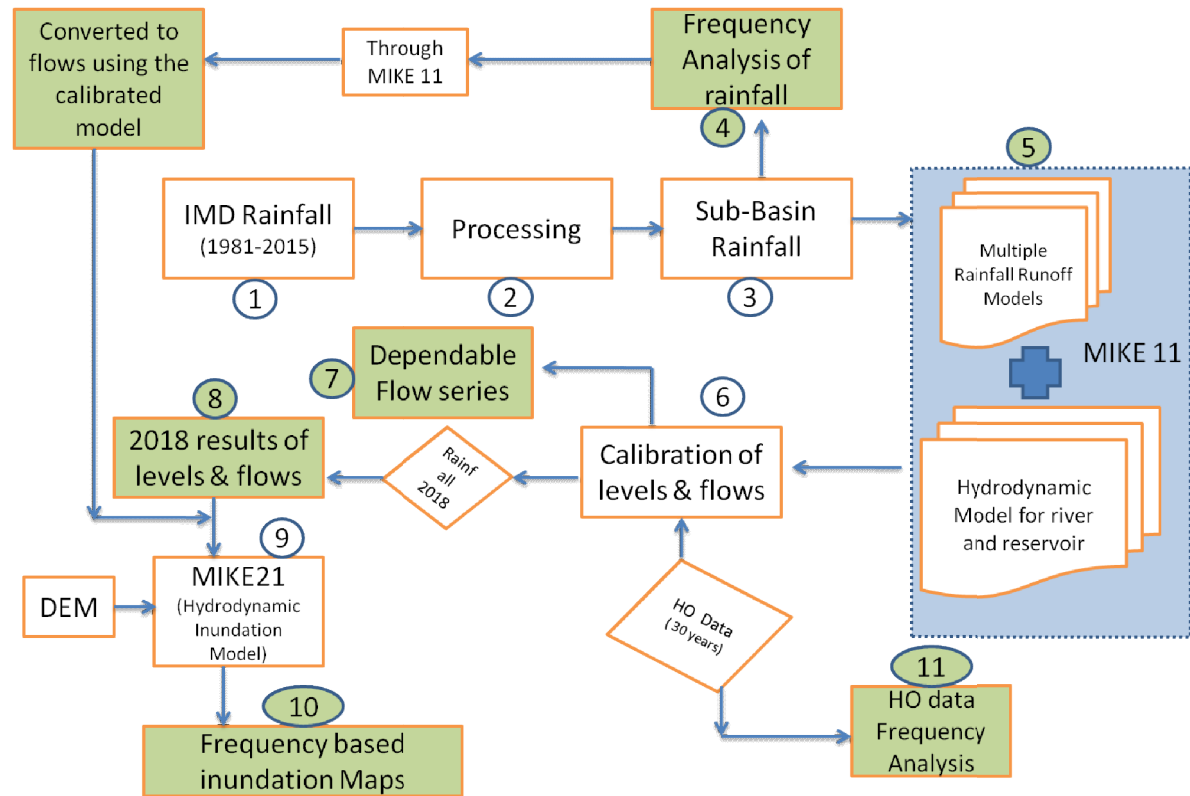 Converted to
flows using the
calibrated
model
Through
MIKE 11
Frequency
Analysis of
rainfall
4
5
IMD Rainfall
(1981-2015)
1
Processing
2
Sub-Basin
Rainfall
3
Multiple
Rainfall Runoff
Models
MIKE 11
Hydrodynamic
Model for river
and reservoir
7
Dependable
Flow series
6
Calibration of
levels & flows
8
2018 results of
levels & flows
Rainf
all
2018
9
MIKE21
(Hydrodynamic
Inundation
Model)
DEM
HO Data
(30 years)
10
Frequency based
inundation Maps
11
HO data
Frequency
Analysis